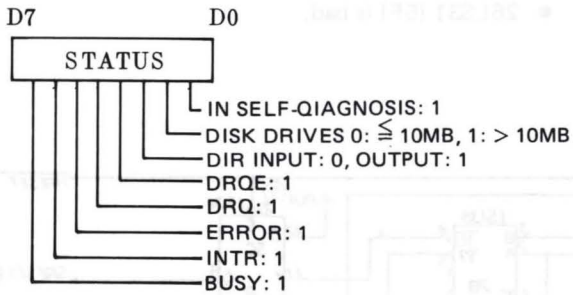 D7 D0
STATUS
IN SELF-QIAGNOSIS: 1
DISK DRIVES 0: ≦ 10MB, 1: > 10MB
DIR INPUT: 0, OUTPUT: 1
DRQE: 1
DRQ: 1
ERROR: 1
INTR: 1
BUSY: 1